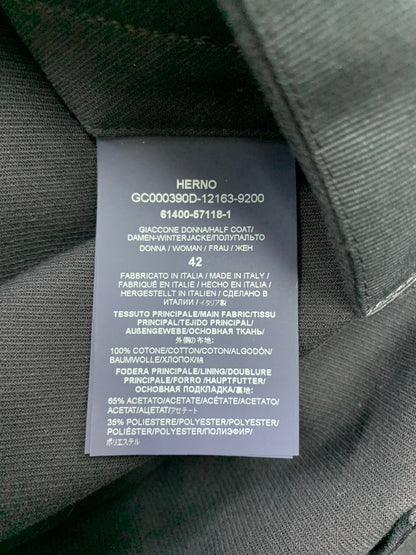 HERNO
GC000390D-12163-9200
61400-57118-1
GIACCONE DONNA/HALF COAT/
DAMEN-WINTERJACKE/ПОЛУПАЛЬТО
DONNA / WOMAN / FRAU / ЖЕН
42
FABBRICATO IN ITALIA / MADE IN ITALY /
FABRIQUÉ EN ITALIE / HECHO EN ITALIA /
HERGESTELLT IN ITALIEN / СДЕЛАНО В
ИТАЛИИ / イタリア製
TESSUTO PRINCIPALE/MAIN FABRIC/TISSU
PRINCIPAL/TEJIDO PRINCIPAL/
AUßENGEWEBE/ОСНОВНАЯ ТКАНЬ/
外側の布地:
100% COTONE/COTTON/COTON/ALGODÓN/
BAUMWOLLE/ХЛОПОК/綿
FODERA PRINCIPALE/LINING/DOUBLURE
PRINCIPALE/FORRO /HAUPTFUTTER/
ОСНОВНАЯ ПОДКЛАДКА/裏地:
65% ACETATO/ACETATE/ACÉTATE/ACETATO/
ACETAT/АЦЕТАТ/アセテート
35% POLIESTERE/POLYESTER/POLYESTER/
POLYESTER/POLYESTER/ПОЛИЭФИР/
ポリエステル